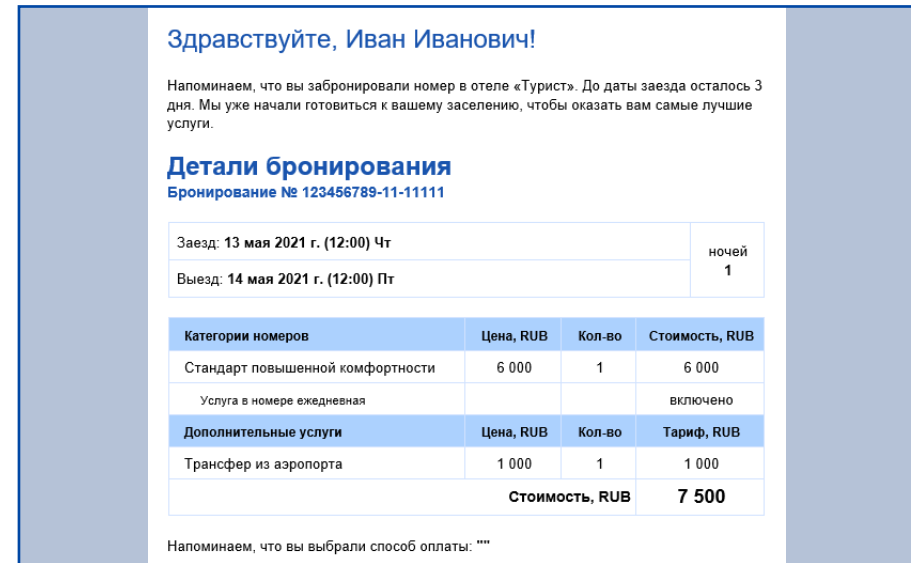 Здравствуйте, Иван Иванович!
Напоминаем, что вы забронировали номер в отеле «Турист». До даты заезда осталось 3
дня. Мы уже начали готовиться к вашему заселению, чтобы оказать вам самые лучшие
услуги.
Детали бронирования
Бронирование № 123456789-11-11111
Заезд: 13 мая 2021 г. (12:00) Чт
Выезд: 14 мая 2021 г. (12:00) Пт
ночей
1
Категории номеров Цена, RUB Кол-во Стоимость, RUB
Стандарт повышенной комфортности 6 000 1 6 000
Услуга в номере ежедневная включено
Дополнительные услуги Цена, RUB Кол-во Тариф, RUB
Трансфер из аэропорта 1 000 1 1 000
Стоимость, RUB 7 500
Напоминаем, что вы выбрали способ оплаты: ""